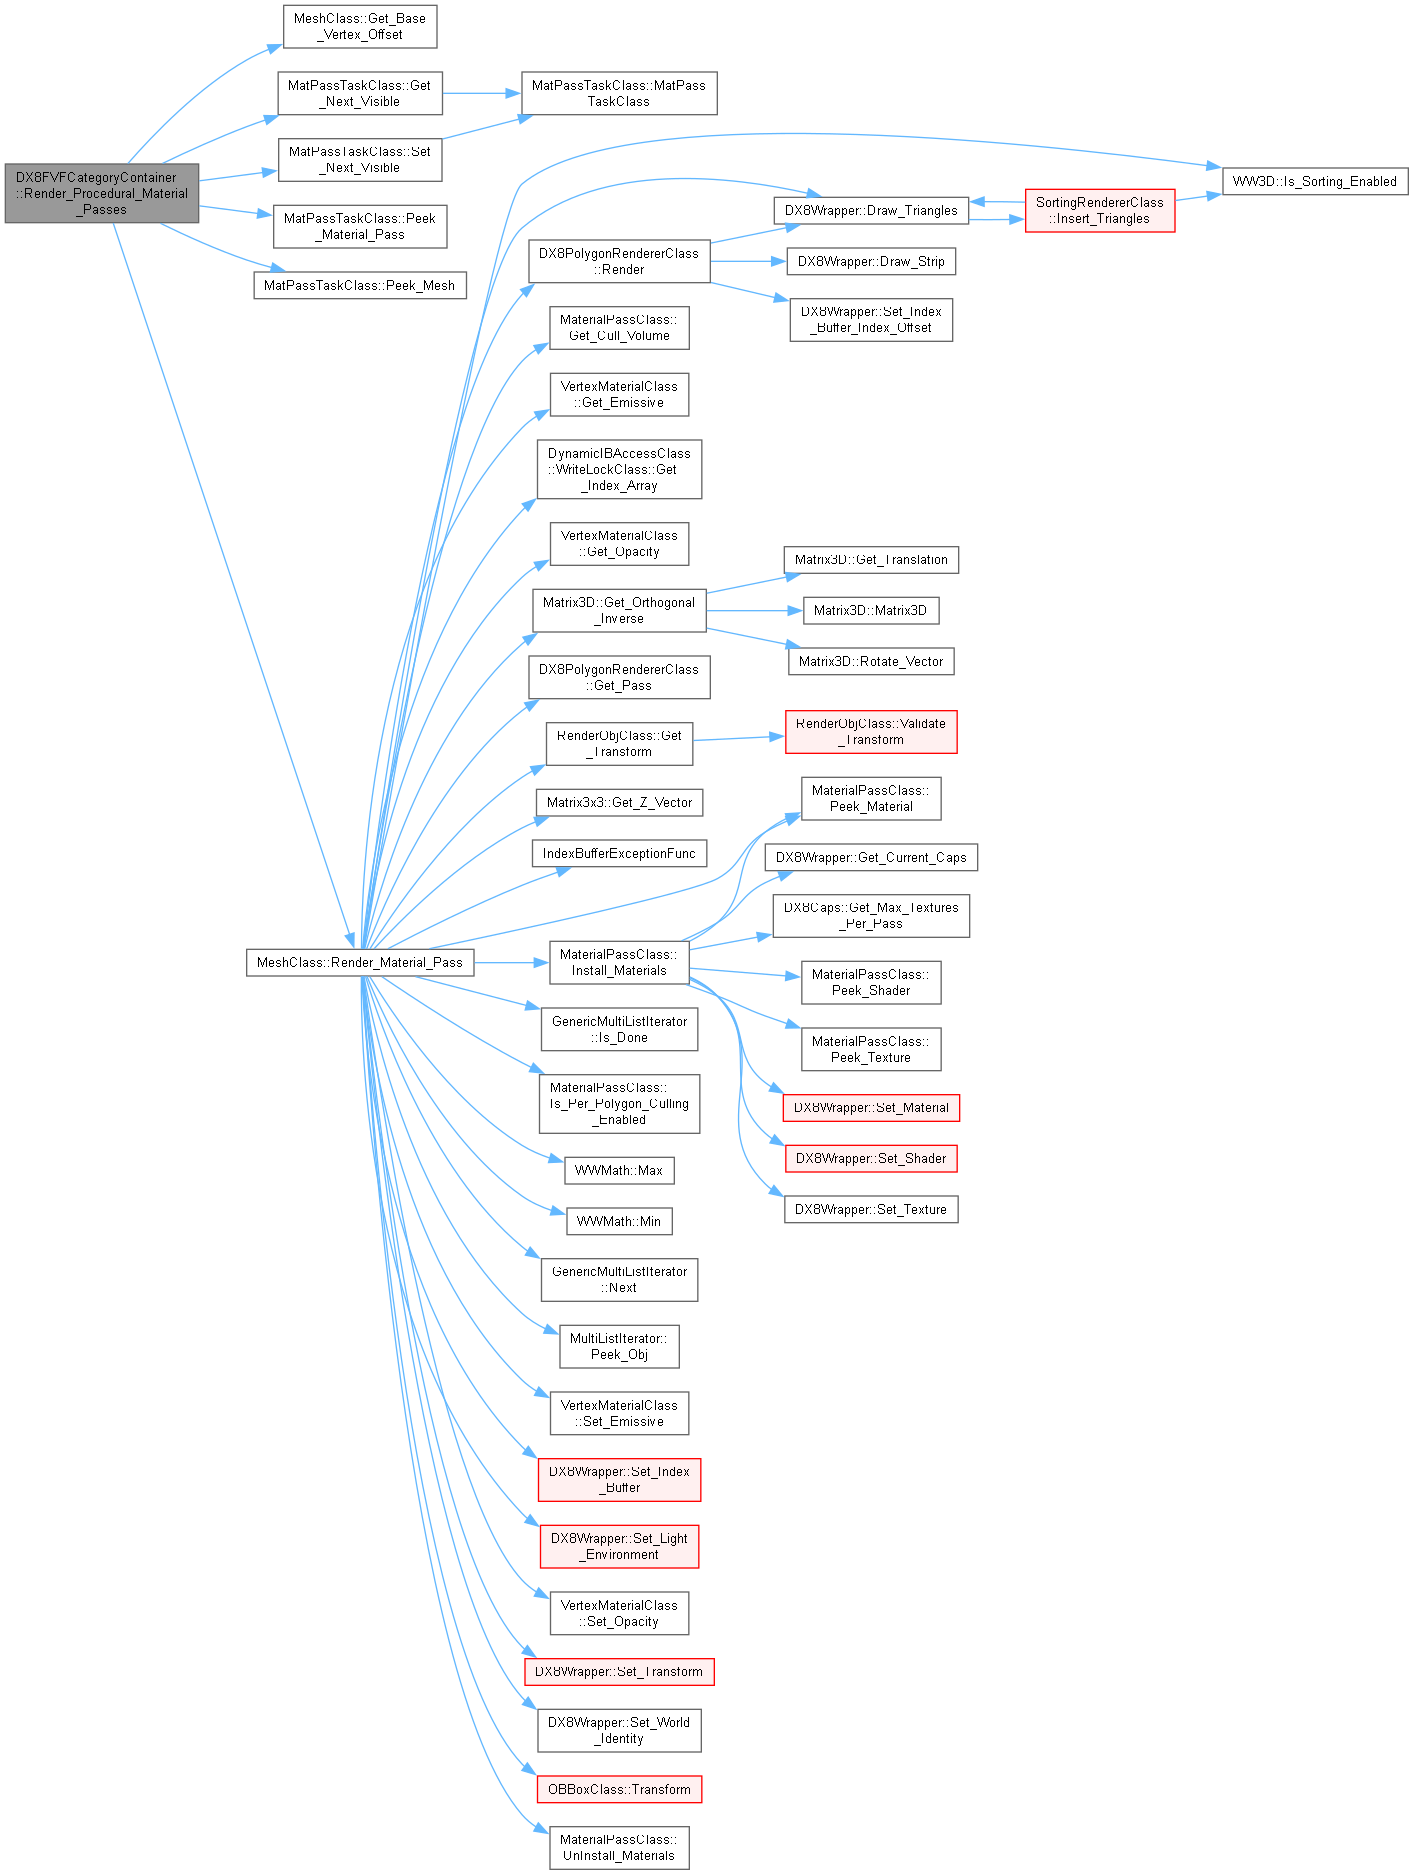 DX8FVFCategoryContainer
::Render_Procedural_Material
_Passes
MeshClass::Get_Base
_Vertex_Offset
MatPassTaskClass::Get
_Next_Visible
MatPassTaskClass::MatPass
TaskClass
MatPassTaskClass::Set
_Next_Visible
MatPassTaskClass::Peek
_Material_Pass
MatPassTaskClass::Peek_Mesh
MeshClass::Render_Material_Pass
DX8PolygonRendererClass
::Render
DX8Wrapper::Draw_Triangles
SortingRendererClass
::Insert_Triangles
WW3D::Is_Sorting_Enabled
DX8Wrapper::Draw_Strip
DX8Wrapper::Set_Index
_Buffer_Index_Offset
MaterialPassClass::
Get_Cull_Volume
VertexMaterialClass
::Get_Emissive
DynamicIBAccessClass
::WriteLockClass::Get
_Index_Array
VertexMaterialClass
::Get_Opacity
Matrix3D::Get_Orthogonal
_Inverse
Matrix3D::Get_Translation
Matrix3D::Matrix3D
Matrix3D::Rotate_Vector
DX8PolygonRendererClass
::Get_Pass
RenderObjClass::Get
_Transform
RenderObjClass::Validate
_Transform
Matrix3x3::Get_Z_Vector
IndexBufferExceptionFunc
MaterialPassClass::
Install_Materials
MaterialPassClass::
Peek_Material
DX8Wrapper::Get_Current_Caps
DX8Caps::Get_Max_Textures
_Per_Pass
MaterialPassClass::
Peek_Shader
MaterialPassClass::
Peek_Texture
DX8Wrapper::Set_Material
DX8Wrapper::Set_Shader
DX8Wrapper::Set_Texture
GenericMultiListIterator
::Is_Done
MaterialPassClass::
Is_Per_Polygon_Culling
_Enabled
WWMath::Max
WWMath::Min
GenericMultiListIterator
::Next
MultiListIterator::
Peek_Obj
VertexMaterialClass
::Set_Emissive
DX8Wrapper::Set_Index
_Buffer
DX8Wrapper::Set_Light
_Environment
VertexMaterialClass
::Set_Opacity
DX8Wrapper::Set_Transform
DX8Wrapper::Set_World
_Identity
OBBoxClass::Transform
MaterialPassClass::
UnInstall_Materials